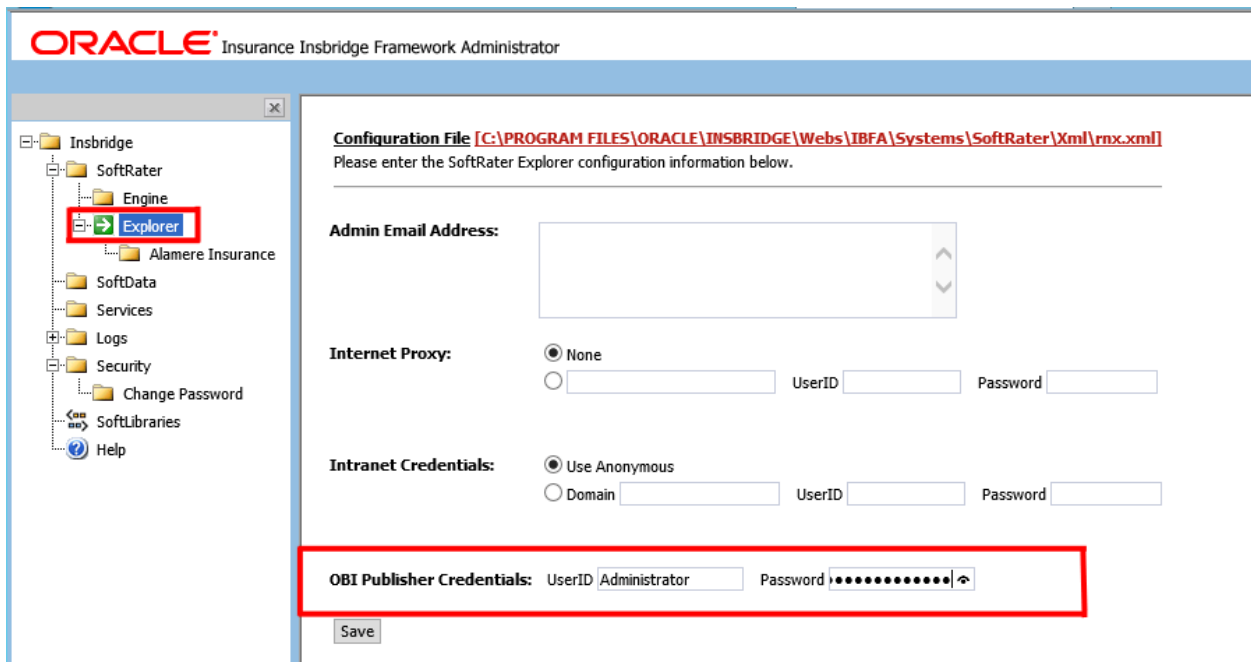 ORACLE Insurance Insbridge Framework Administrator
Insbridge
SoftRater
Engine
Explorer
Alamere Insurance
SoftData
Services
Logs
Security
Change Password
SoftLibraries
Help
Configuration File [C:\PROGRAM FILES\ORACLE\INSBRIDGE\Webs\IBFA\Systems\SoftRater\Xml\rnx.xml]
Please enter the SoftRater Explorer configuration information below.
Admin Email Address:
Internet Proxy: None
UserID Password
Intranet Credentials: Use Anonymous
Domain UserID Password
OBI Publisher Credentials: UserID Administrator Password ••••••••••••
Save